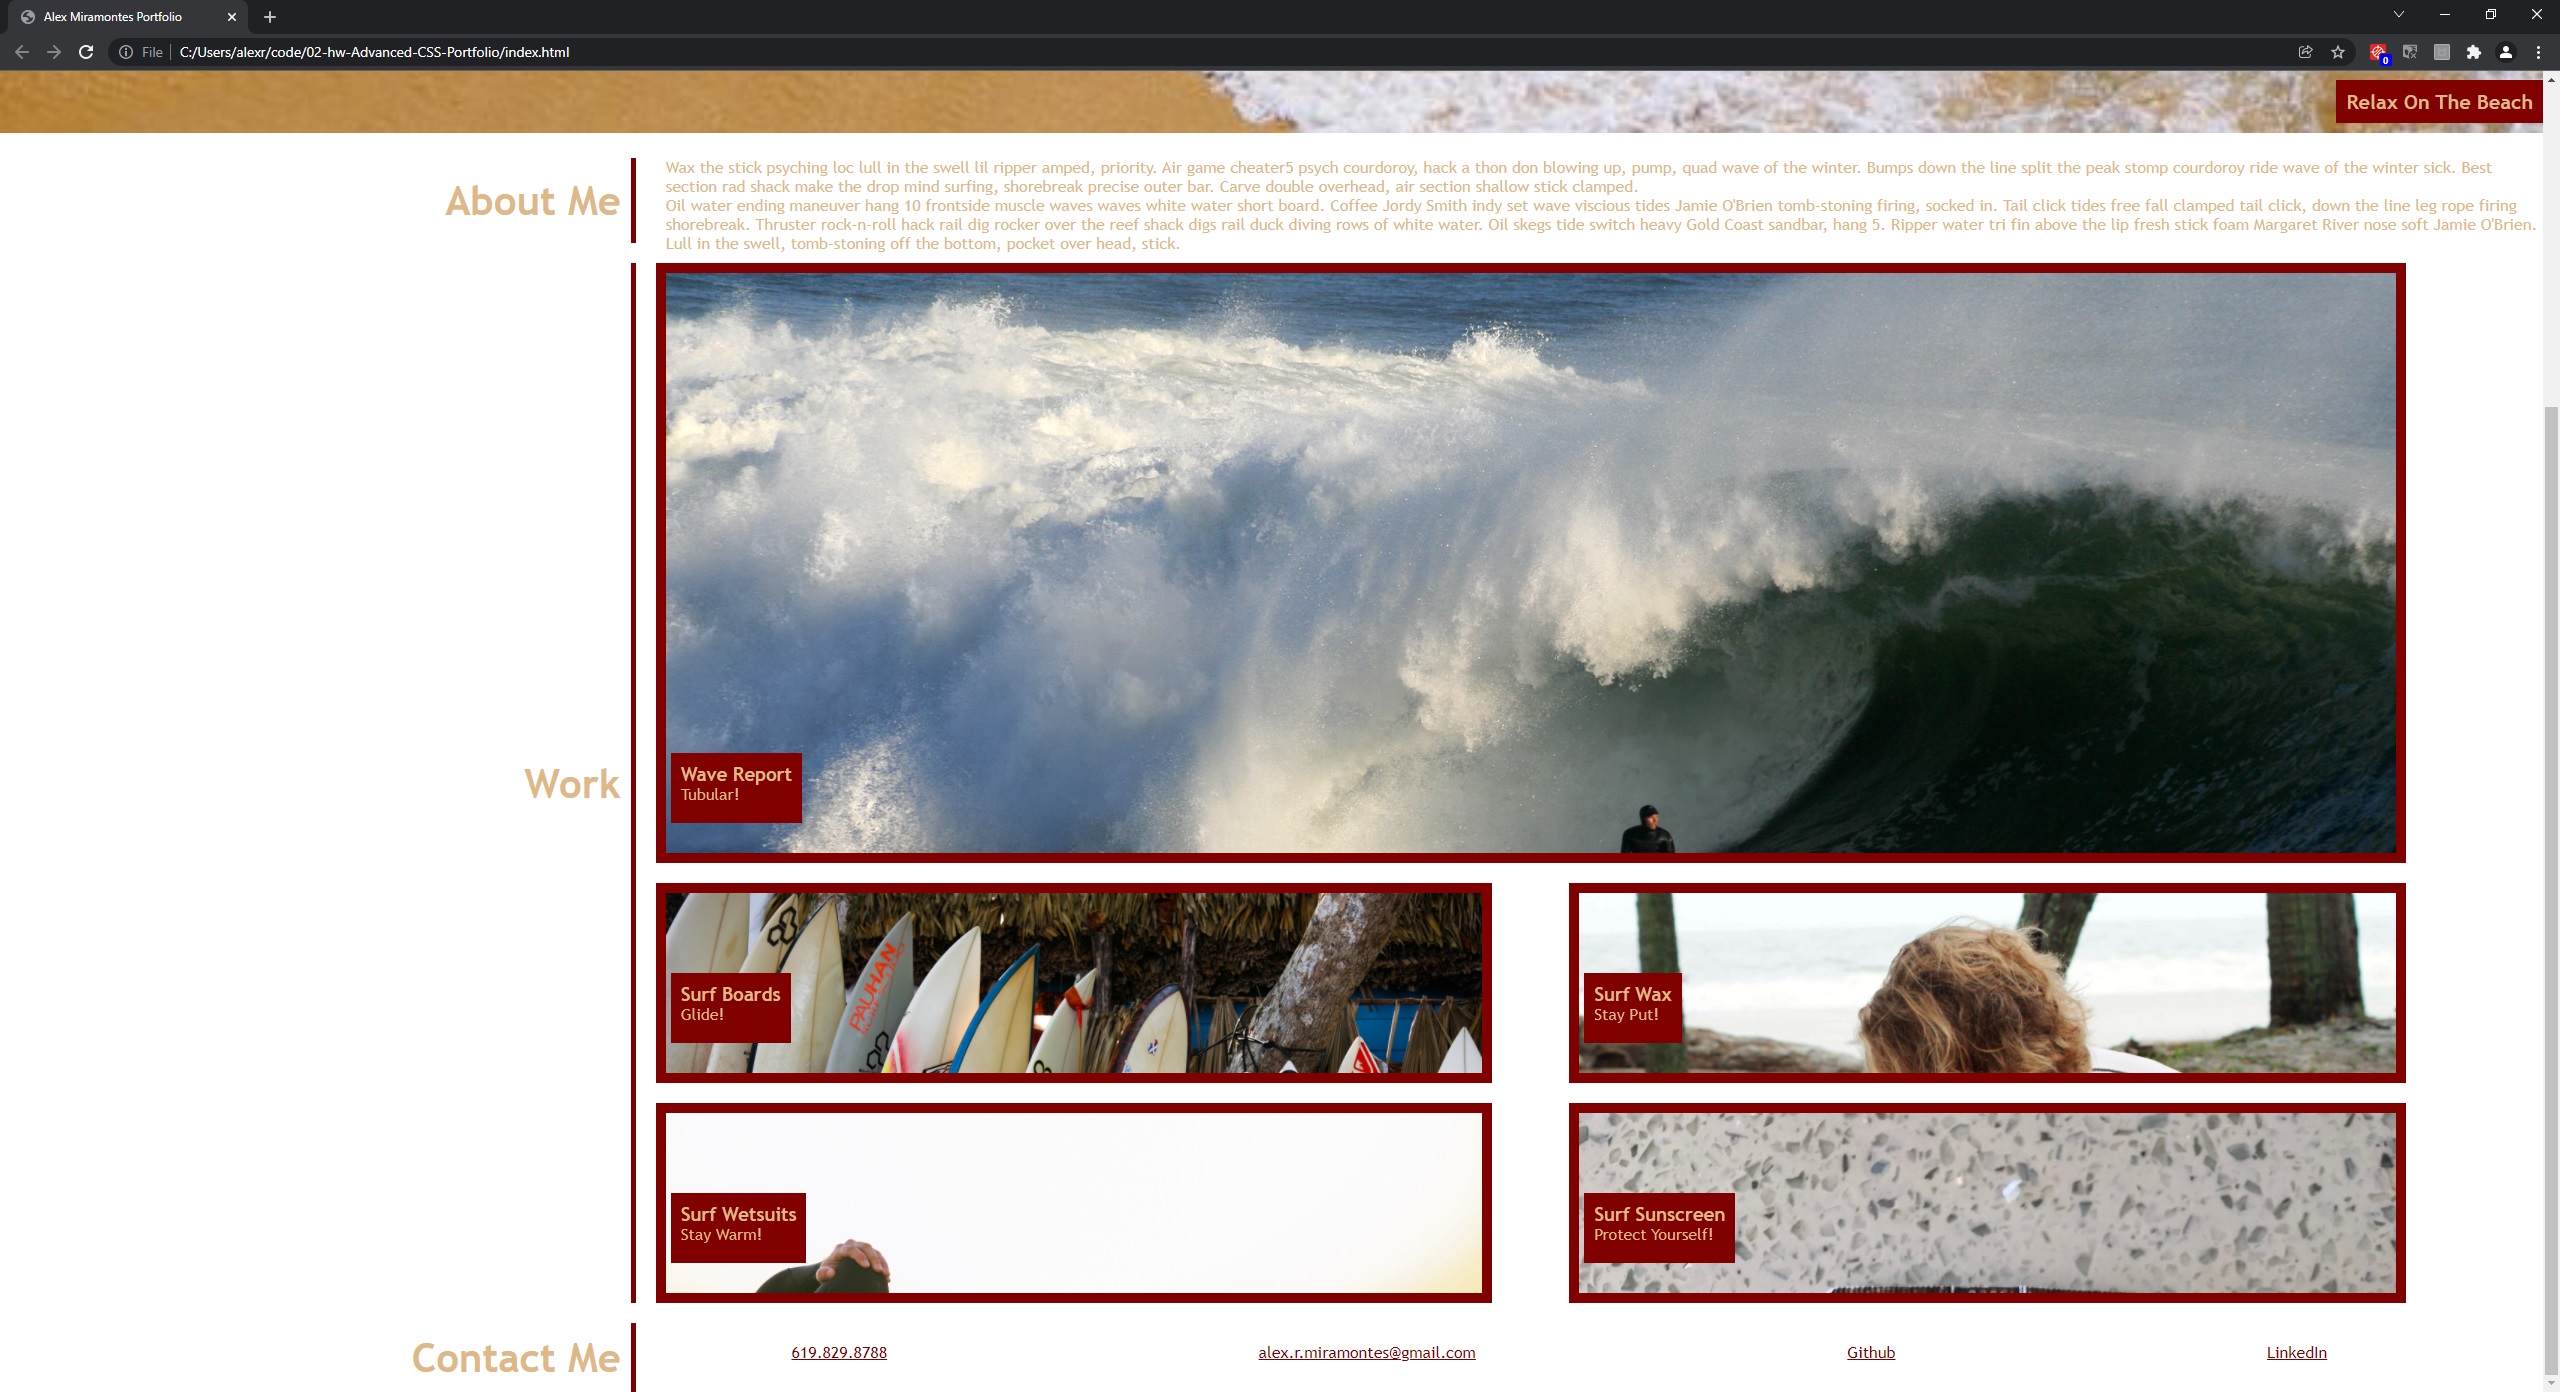 Alex Miramontes Portfolio
File
C:/Users/alexr/code/02-hw-Advanced-CSS-Portfolio/index.html
0
Relax On The Beach
About Me
Wax the stick psyching loc lull in the swell lil ripper amped, priority. Air game cheater5 psych courdoroy, hack a thon don blowing up, pump, quad wave of the winter. Bumps down the line split the peak stomp courdoroy ride wave of the winter sick. Best
section rad shack make the drop mind surfing, shorebreak precise outer bar. Carve double overhead, air section shallow stick clamped.
Oil water ending maneuver hang 10 frontside muscle waves waves white water short board. Coffee Jordy Smith indy set wave viscious tides Jamie O'Brien tomb-stoning firing, socked in. Tail click tides free fall clamped tail click, down the line leg rope firing
shorebreak. Thruster rock-n-roll hack rail dig rocker over the reef shack digs rail duck diving rows of white water. Oil skegs tide switch heavy Gold Coast sandbar, hang 5. Ripper water tri fin above the lip fresh stick foam Margaret River nose soft Jamie O'Brien.
Lull in the swell, tomb-stoning off the bottom, pocket over head, stick.
Work
Wave Report
Tubular!
PAUHAN
Surf Boards
Glide!
Surf Wax
Stay Put!
Surf Wetsuits
Stay Warm!
Surf Sunscreen
Protect Yourself!
Contact Me
619.829.8788
alex.r.miramontes@gmail.com
Github
LinkedIn